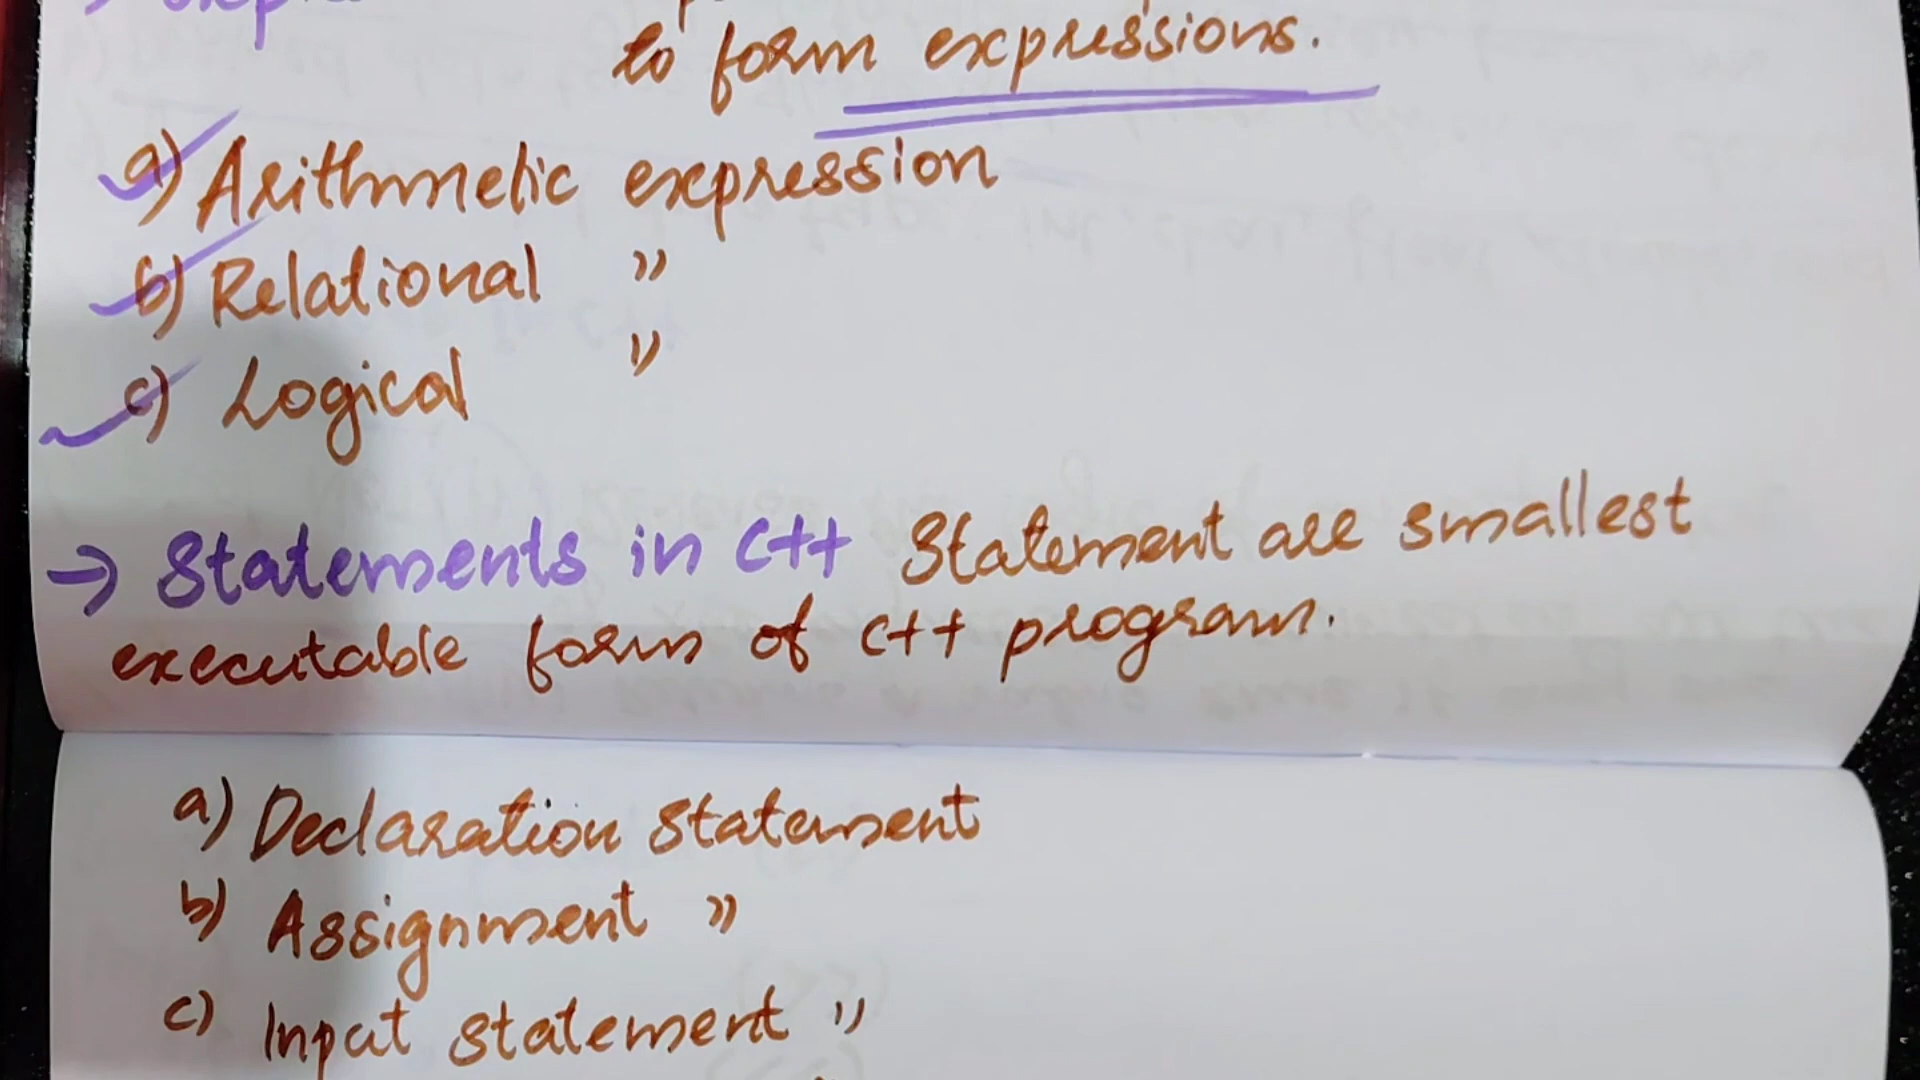 to form expressions.
a) Arithmetic expression
b) Relational "
c) Logical "
→ Statements in C++ Statement are smallest
executable form of C++ program.
a) Declaration statement
b) Assignment "
c) Input statement "